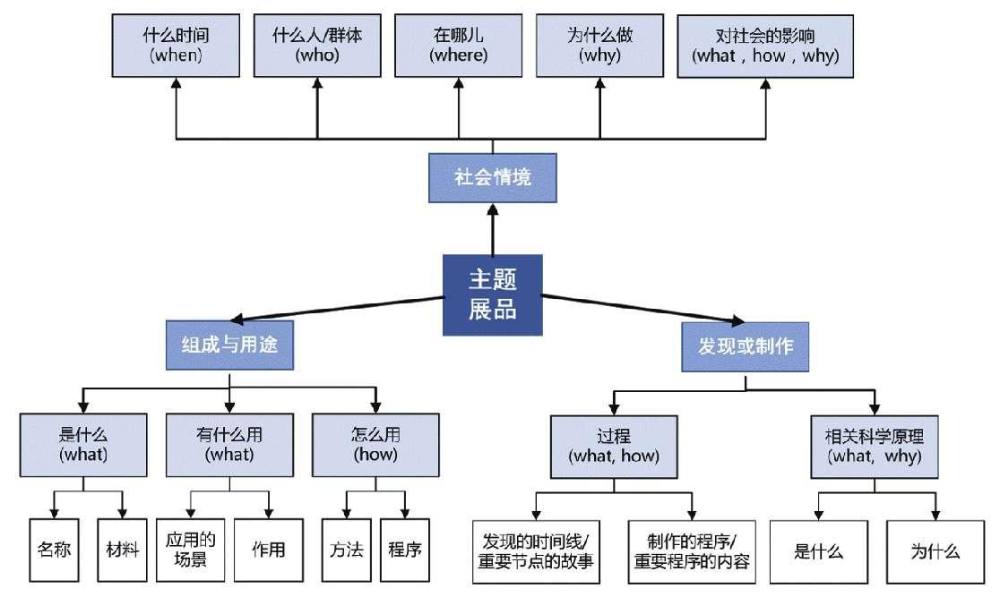 什么时间
(when)
什么人/群体
(who)
在哪儿
(where)
为什么做
(why)
对社会的影响
(what，how，why)
社会情境
主题
展品
组成与用途
发现或制作
是什么
(what)
有什么用
(what)
怎么用
(how)
过程
(what, how)
相关科学原理
(what, why)
名称
材料
应用的
场景
作用
方法
程序
发现的时间线/
重要节点的故事
制作的程序/
重要程序的内容
是什么
为什么